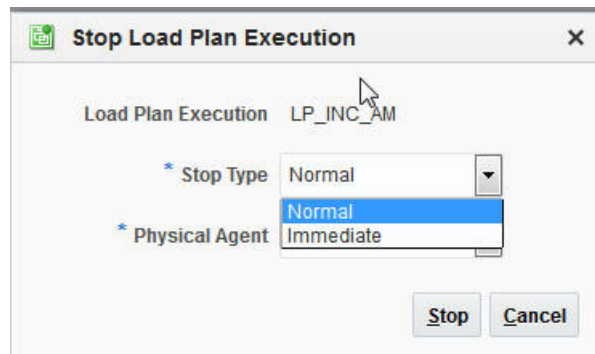 Stop Load Plan Execution
Load Plan Execution LP_INC_AM
* Stop Type Normal
Normal
* Physical Agent Immediate
Stop Cancel